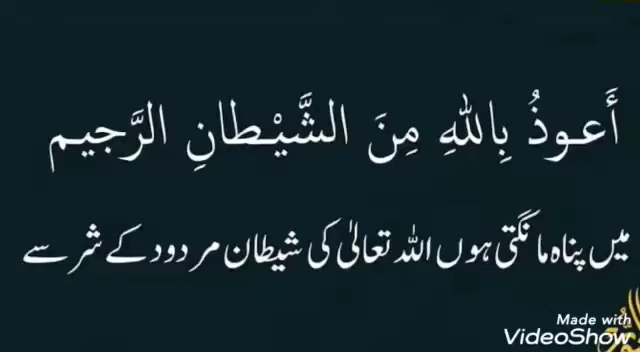 أَعوذُ بِاللهِ مِنَ الشَّيْطانِ الرَّجيم
میں پناہ مانگتی ہوں اللہ تعالیٰ کی شیطان مردود کے شر سے
Made with
VideoShow